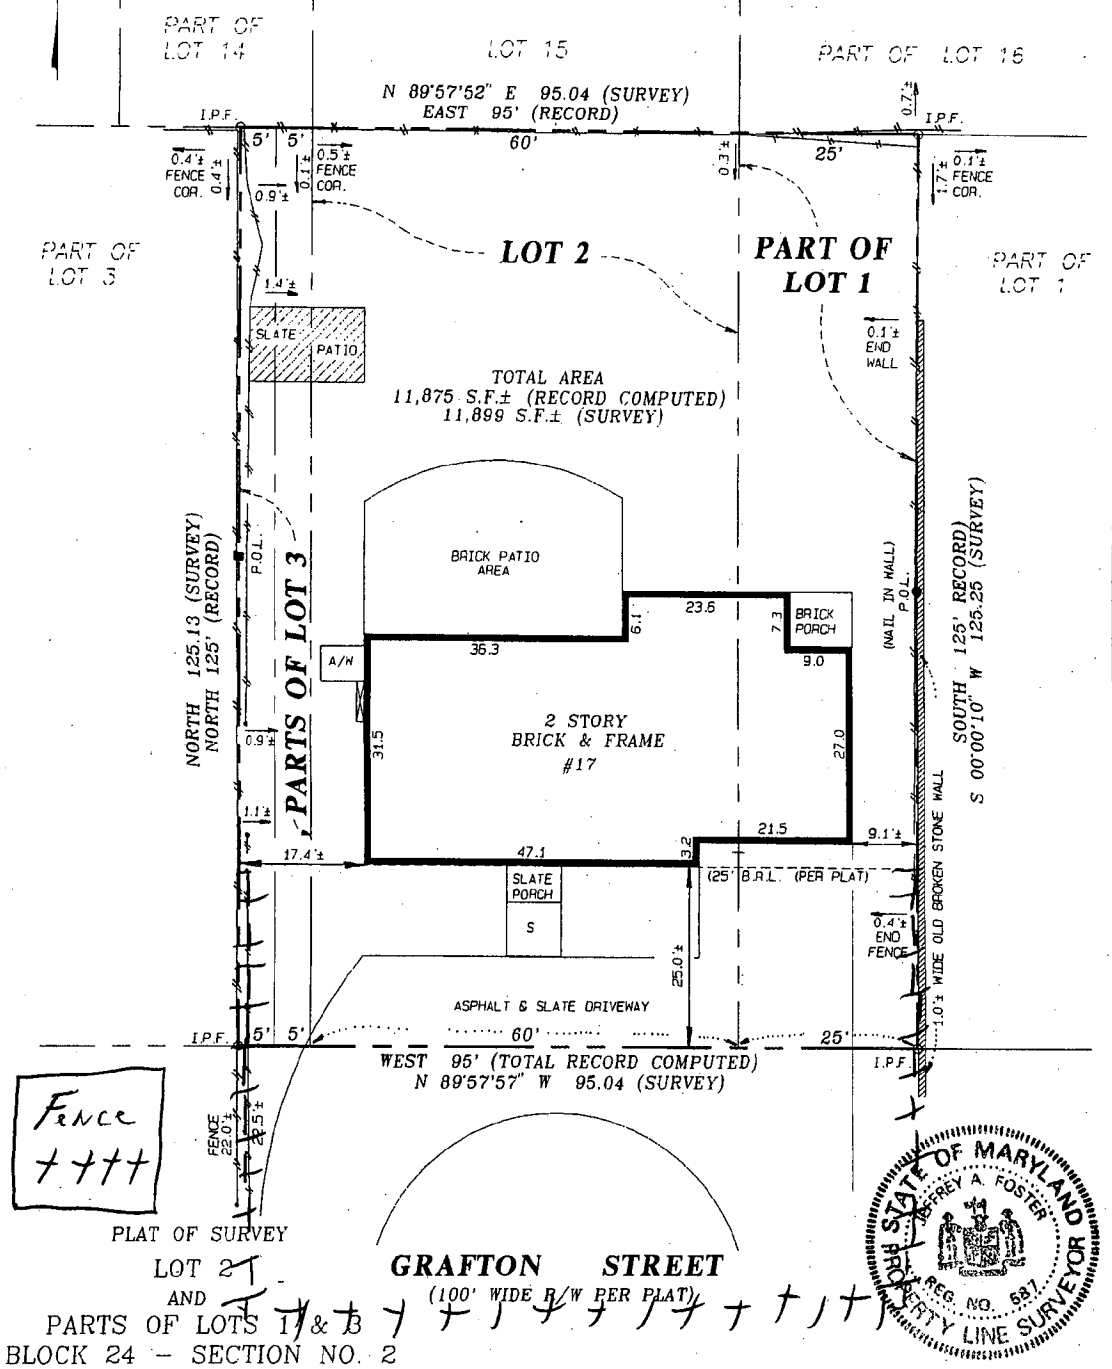 PART OF
LOT 14
LOT 15
PART OF LOT 16
N 89°57'52" E 95.04 (SURVEY)
EAST 95' (RECORD)
I.P.F.
0.7'±
I.P.F.
5' 5'
60'
25'
0.4'±
FENCE
COR.
0.4'±
0.9'±
0.1'±
0.5'±
FENCE
COR.
0.3'±
1.7'±
0.1'±
FENCE
COR.
PART OF
LOT 3
LOT 2
PART OF
LOT 1
PART OF
LOT 1
1.4'±
SLATE
PATIO
0.1'±
END
WALL
TOTAL AREA
11,875 S.F.± (RECORD COMPUTED)
11,899 S.F.± (SURVEY)
NORTH 125.13 (SURVEY)
NORTH 125' (RECORD)
P.O.L.
PARTS OF LOT 3
BRICK PATIO
AREA
(NAIL IN WALL)
P.O.L.
SOUTH 125' RECORD)
S 00°00'10" W 125.25 (SURVEY)
23.6
6.1
7.3
BRICK
PORCH
36.3
9.0
A/W
31.5
2 STORY
BRICK & FRAME
#17
27.0
0.9'±
1.1'±
17.4'±
47.1
3.2
21.5
9.1'±
SLATE
PORCH
S
(25' B.R.L. (PER PLAT)
0.4'±
END
FENCE
1.0'± WIDE OLD BROKEN STONE WALL
25.0'±
ASPHALT & SLATE DRIVEWAY
I.P.F.
5' 5'
60'
25'
I.P.F.
WEST 95' (TOTAL RECORD COMPUTED)
N 89°57'57" W 95.04 (SURVEY)
Fence
FENCE
22.0'±
22.5'±
STATE OF MARYLAND
JEFFREY A. FOSTER
REG. NO. 587
PROPERTY LINE SURVEYOR
PLAT OF SURVEY
LOT 2
AND
PARTS OF LOTS 1 & 3
BLOCK 24 - SECTION NO. 2
GRAFTON STREET
(100' WIDE R/W PER PLAT)